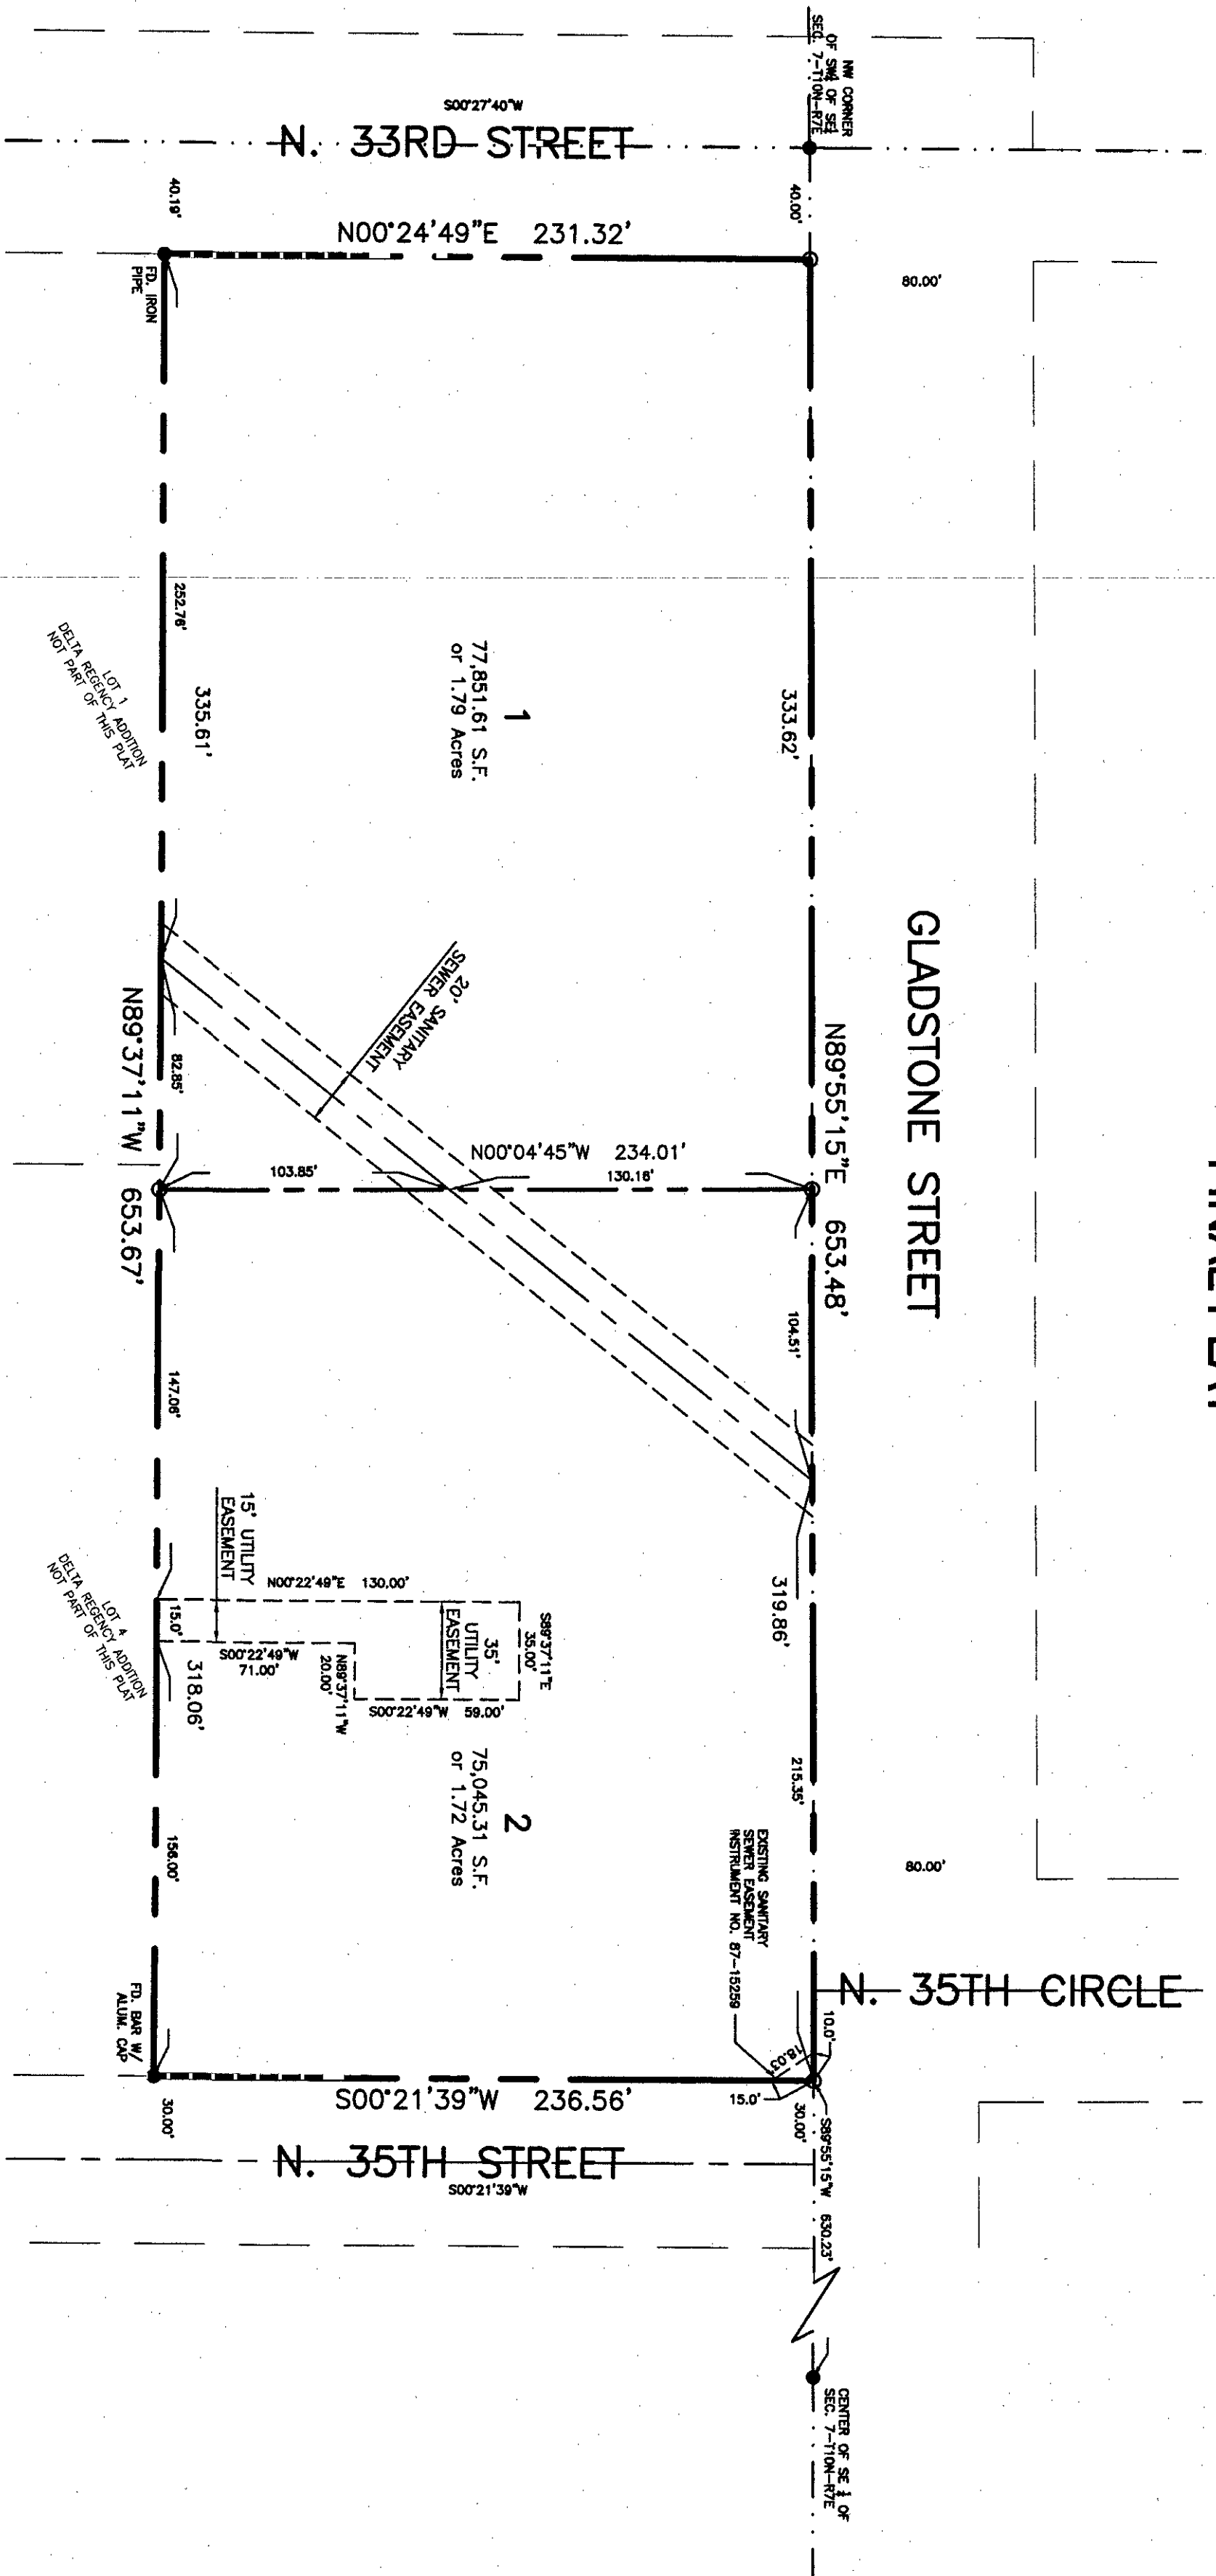 NW CORNER
OF SW¼ OF SE¼
SEC. 7-T10N-R7E
S00°27'40"W
N. 33RD STREET
40.19'
40.00'
N00°24'49"E 231.32'
80.00'
FD. IRON
PIPE
252.76'
335.61'
LOT 1
DELTA REGENCY ADDITION
NOT PART OF THIS PLAT
1
77,851.61 S.F.
or 1.79 Acres
333.62'
GLADSTONE STREET
FINAL PLAT
20' SANITARY
SEWER EASEMENT
N89°37'11"W 653.67'
82.85'
N89°55'15"E 653.48'
N00°04'45"W 234.01'
103.85'
130.16'
104.51'
147.06'
319.86'
15' UTILITY
EASEMENT
N00°22'49"E 130.00'
S89°37'11"E
35.00'
35'
UTILITY
EASEMENT
15.0'
S00°22'49"W
71.00'
N89°37'11"W
20.00'
S00°22'49"W 59.00'
LOT 4
DELTA REGENCY ADDITION
NOT PART OF THIS PLAT
318.06'
2
75,045.31 S.F.
or 1.72 Acres
215.35'
156.00'
80.00'
EXISTING SANITARY
SEWER EASEMENT
INSTRUMENT NO. 87-15259
N. 35TH CIRCLE
FD. BAR W/
ALUM. CAP
10.0'
18.03'
15.0'
S00°21'39"W 236.56'
30.00'
30.00'
N. 35TH STREET
S00°21'39"W
S89°55'15"W 630.23'
CENTER OF SE ¼ OF
SEC. 7-T10N-R7E